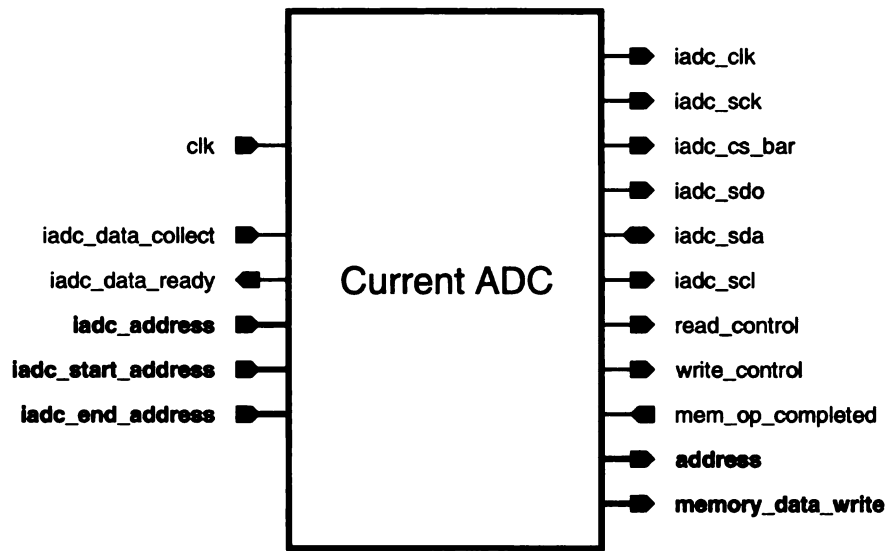 clk
iadc_data_collect
iadc_data_ready
iadc_address
iadc_start_address
iadc_end_address
Current ADC
iadc_clk
iadc_sck
iadc_cs_bar
iadc_sdo
iadc_sda
iadc_scl
read_control
write_control
mem_op_completed
address
memory_data_write